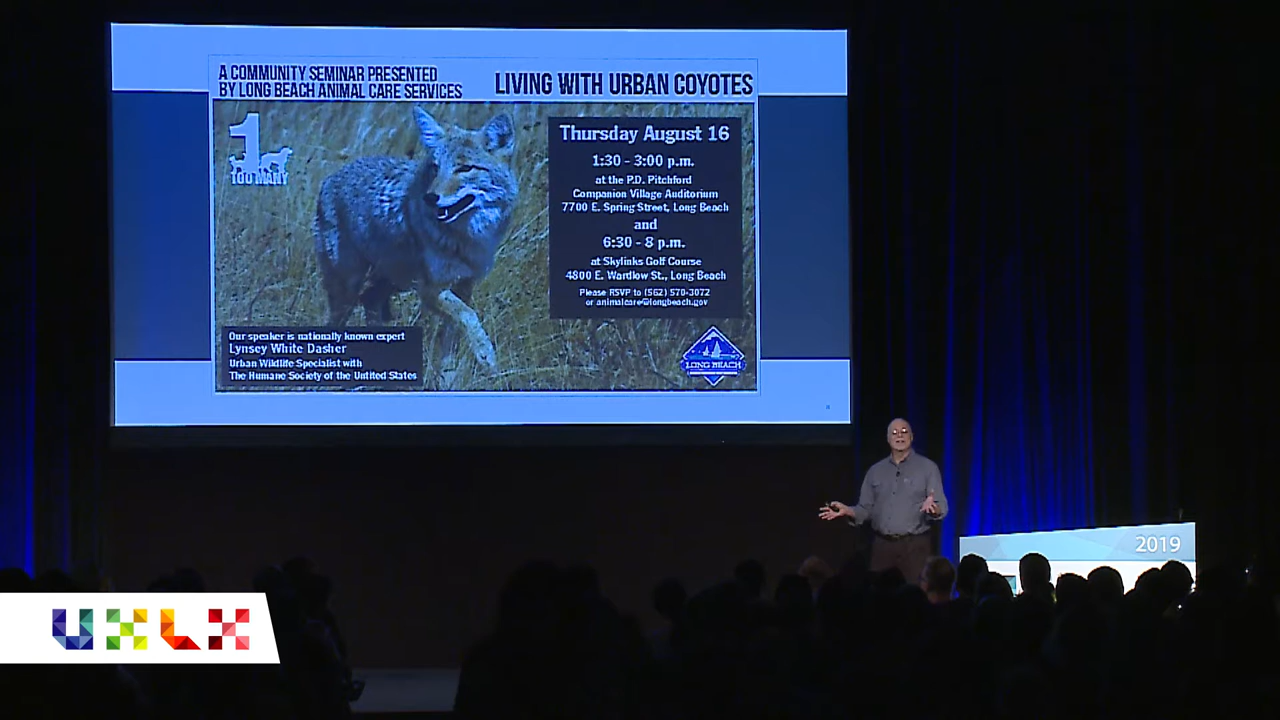 A COMMUNITY SEMINAR PRESENTED
BY LONG BEACH ANIMAL CARE SERVICES
LIVING WITH URBAN COYOTES
1
TOO MANY
Thursday August 16
1:30 - 3:00 p.m.
at the P.D. Pitchford
Companion Village Auditorium
7700 E. Spring Street, Long Beach
and
6:30 - 8 p.m.
at Skylinks Golf Course
4800 E. Wardlow St., Long Beach
Please RSVP to (562) 570-3072
or animalcare@longbeach.gov
Our speaker is nationally known expert
Lynsey White Dasher
Urban Wildlife Specialist with
The Humane Society of the Untited States
LONG BEACH
2019
UXLX